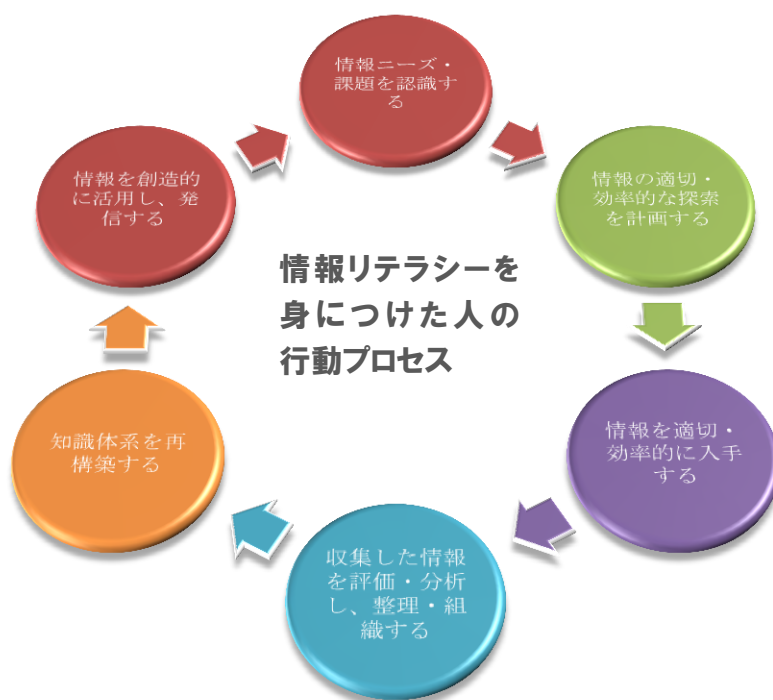 情報ニーズ・
課題を認識す
る
情報の適切・
効率的な探索
を計画する
情報を適切・
効率的に入手
する
収集した情報
を評価・分析
し、整理・組
織する
知識体系を再
構築する
情報を創造的
に活用し、発
信する
情報リテラシーを
身につけた人の
行動プロセス